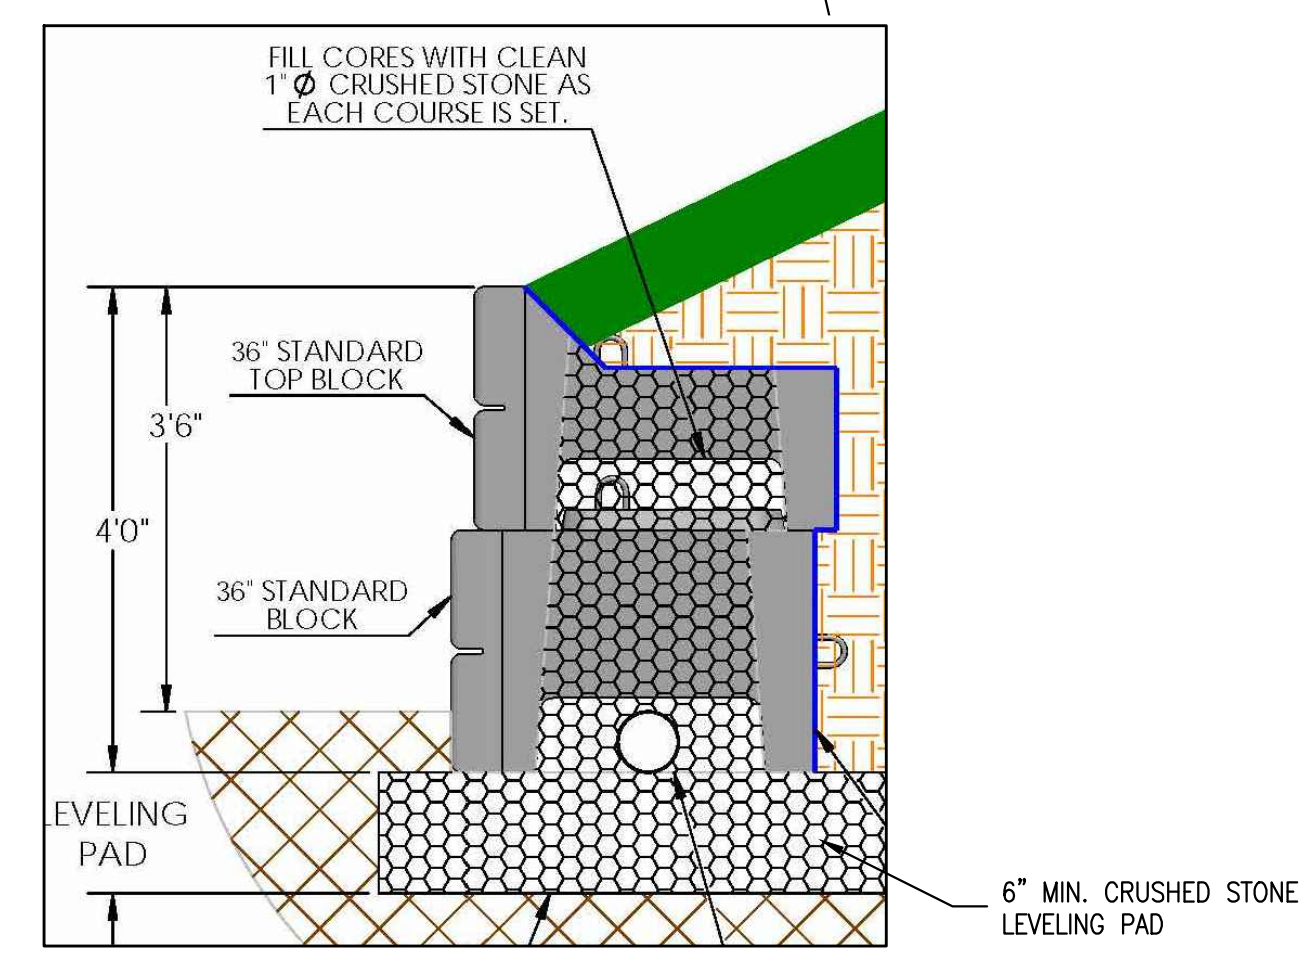 FILL CORES WITH CLEAN
1" Ø CRUSHED STONE AS
EACH COURSE IS SET.
36" STANDARD
TOP BLOCK
3'6"
4'0"
36" STANDARD
BLOCK
LEVELING
PAD
6” MIN. CRUSHED STONE
LEVELING PAD